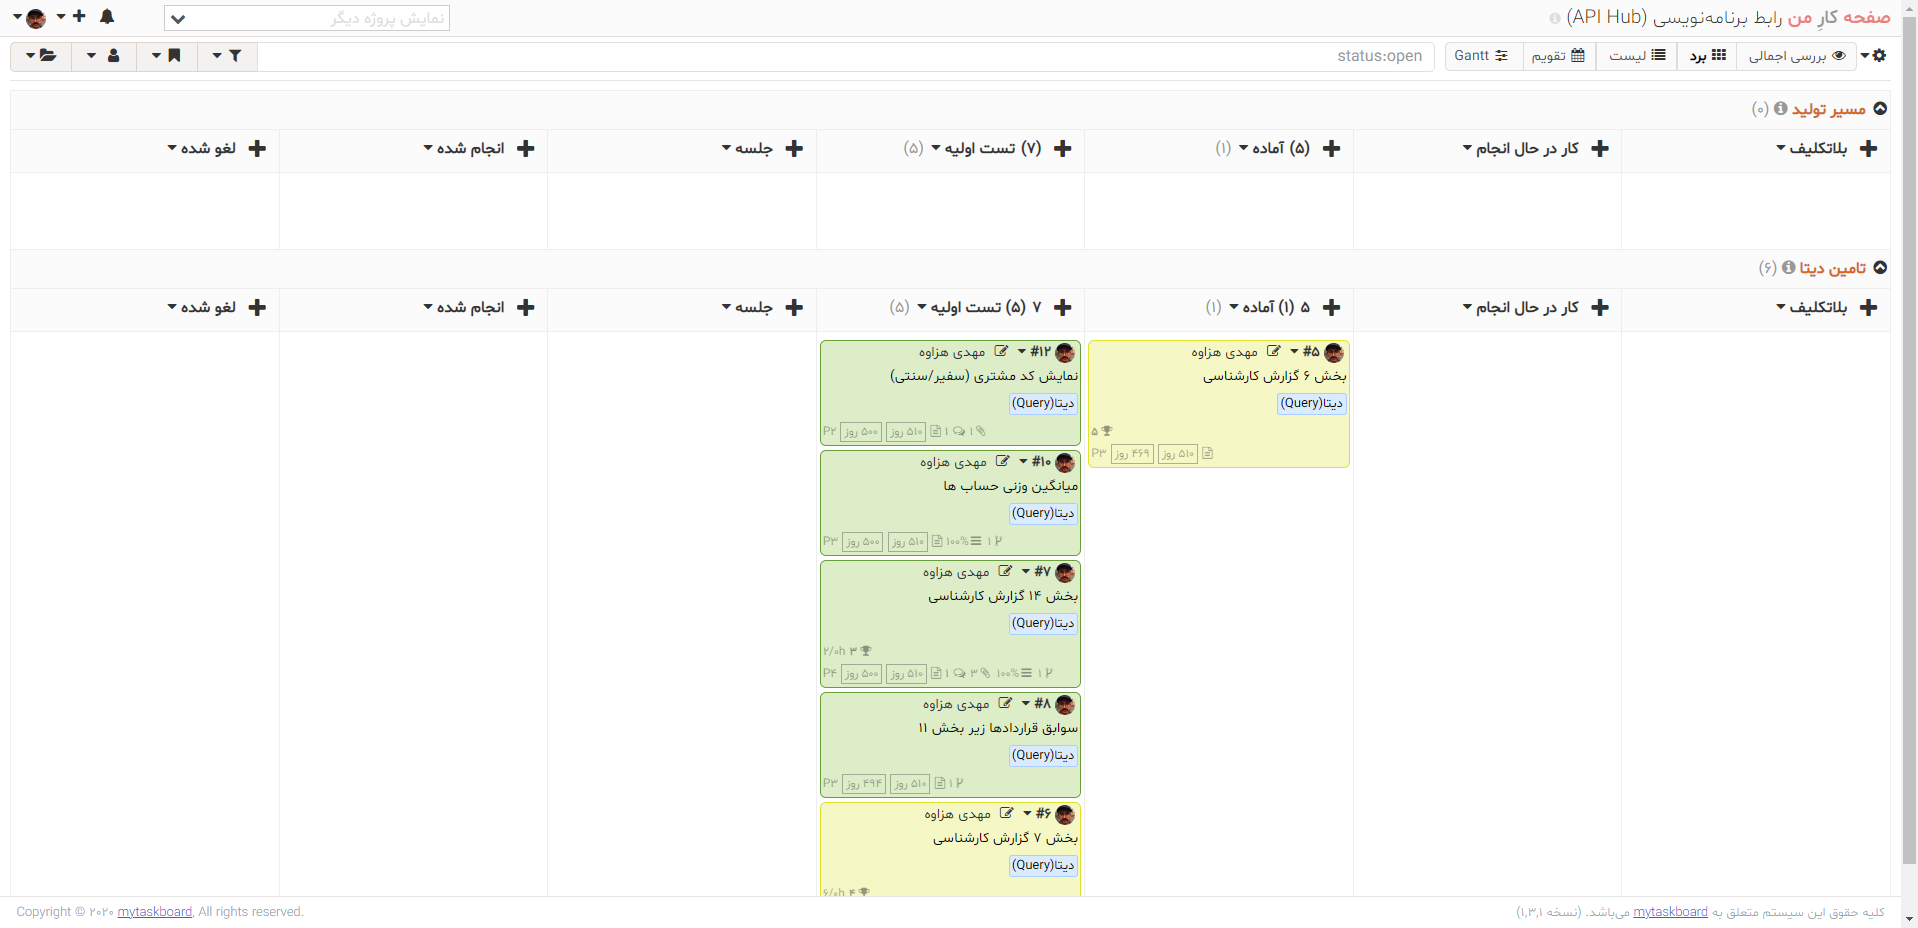 صفحه کارِ من رابط برنامه‌نویسی (API Hub)
نمایش پروژه دیگر
بررسی اجمالی
برد
لیست
تقویم
Gantt
status:open
مسیر تولید (۰)
بلاتکلیف
کار در حال انجام
(۵) آماده (۱)
(۷) تست اولیه (۵)
جلسه
انجام شده
لغو شده
تامین دیتا (۶)
بلاتکلیف
کار در حال انجام
۵ (۱) آماده (۱)
۷ (۵) تست اولیه (۵)
جلسه
انجام شده
لغو شده
#۵ مهدی هزاوه
بخش ۶ گزارش کارشناسی
دیتا(Query)
۵
۵۱۰ روز ۴۶۹ روز P۳
#۱۲ مهدی هزاوه
نمایش کد مشتری (سفیر/سنتی)
دیتا(Query)
۱ ۱ ۵۱۰ روز ۵۰۰ روز P۲
#۱۰ مهدی هزاوه
میانگین وزنی حساب ها
دیتا(Query)
۱ ۱۰۰% ۵۱۰ روز ۵۰۰ روز P۳
#۷ مهدی هزاوه
بخش ۱۴ گزارش کارشناسی
دیتا(Query)
۳ ۲/۰h
۱ ۱۰۰% ۳ ۱ ۵۱۰ روز ۵۰۰ روز P۴
#۸ مهدی هزاوه
سوابق قراردادها زیر بخش ۱۱
دیتا(Query)
۱ ۵۱۰ روز ۴۹۴ روز P۳
#۶ مهدی هزاوه
بخش ۷ گزارش کارشناسی
دیتا(Query)
۴ ۶/۰h
کلیه حقوق این سیستم متعلق به mytaskboard می‌باشد. (نسخه ۱,۳,۱)
Copyright © ۲۰۲۰ mytaskboard, All rights reserved.